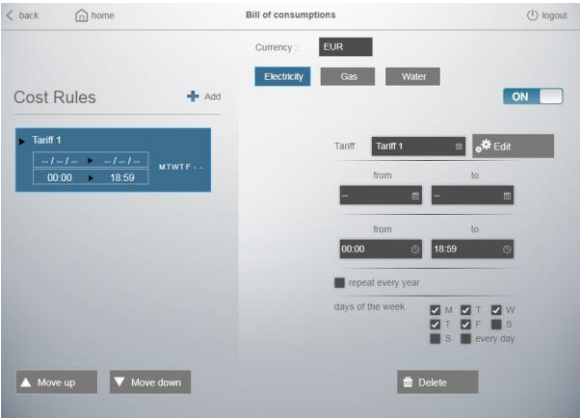 back home Bill of consumptions logout
Currency : EUR
Electricity Gas Water
Cost Rules Add ON
Tariff 1
-- / -- / -- -- / -- / --
00:00 18:59
MTWTF--
Tariff Tariff 1 Edit
from to
-- --
from to
00:00 18:59
repeat every year
days of the week M T W
T F S
S every day
Move up Move down Delete